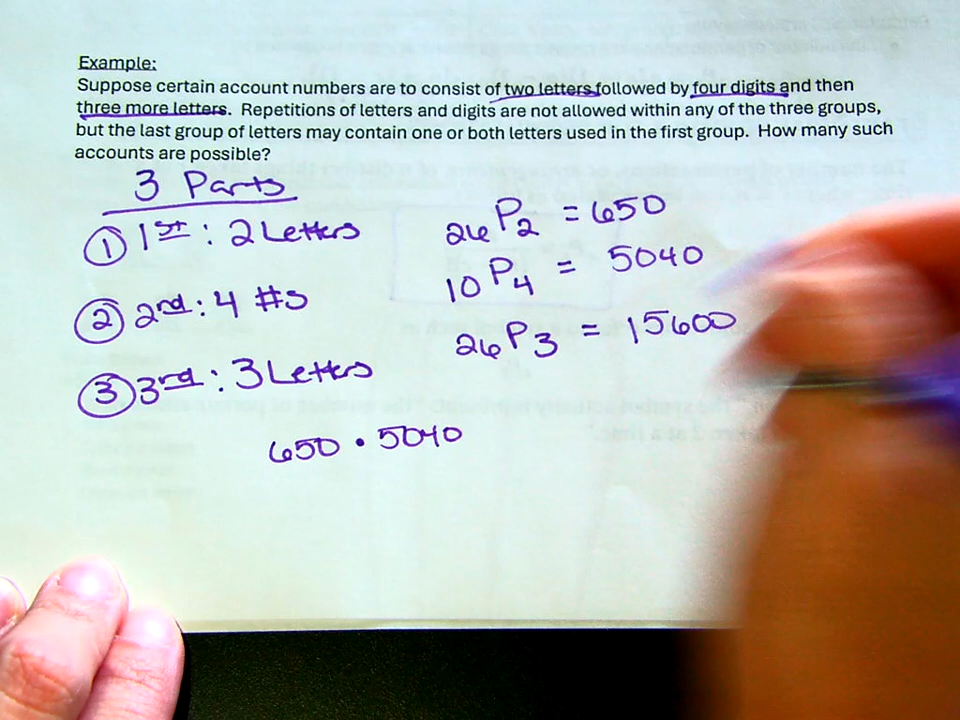 Example:
Suppose certain account numbers are to consist of two letters followed by four digits and then
three more letters. Repetitions of letters and digits are not allowed within any of the three groups,
but the last group of letters may contain one or both letters used in the first group. How many such
accounts are possible?
3 Parts
① 1st : 2 Letters
26P2 = 650
② 2nd : 4 #s
10P4 = 5040
③ 3rd : 3 Letters
26P3 = 15600
650 • 5040